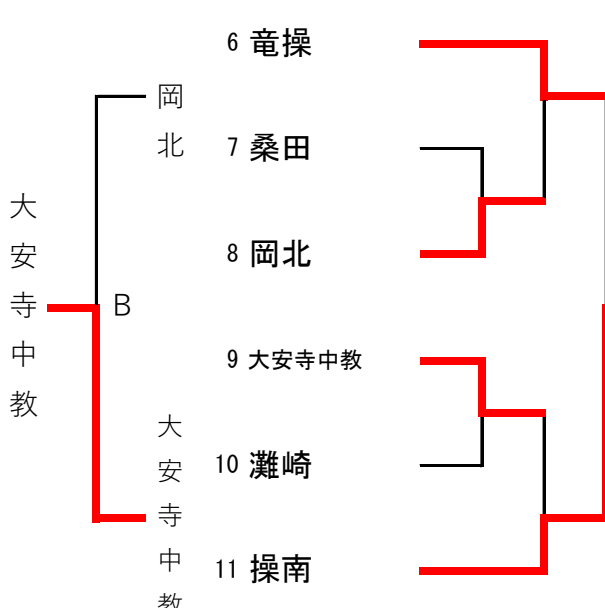 6 竜操
岡北
7 桑田
大安寺中教
8 岡北
B
9 大安寺中教
大安寺中教
10 灘崎
11 操南